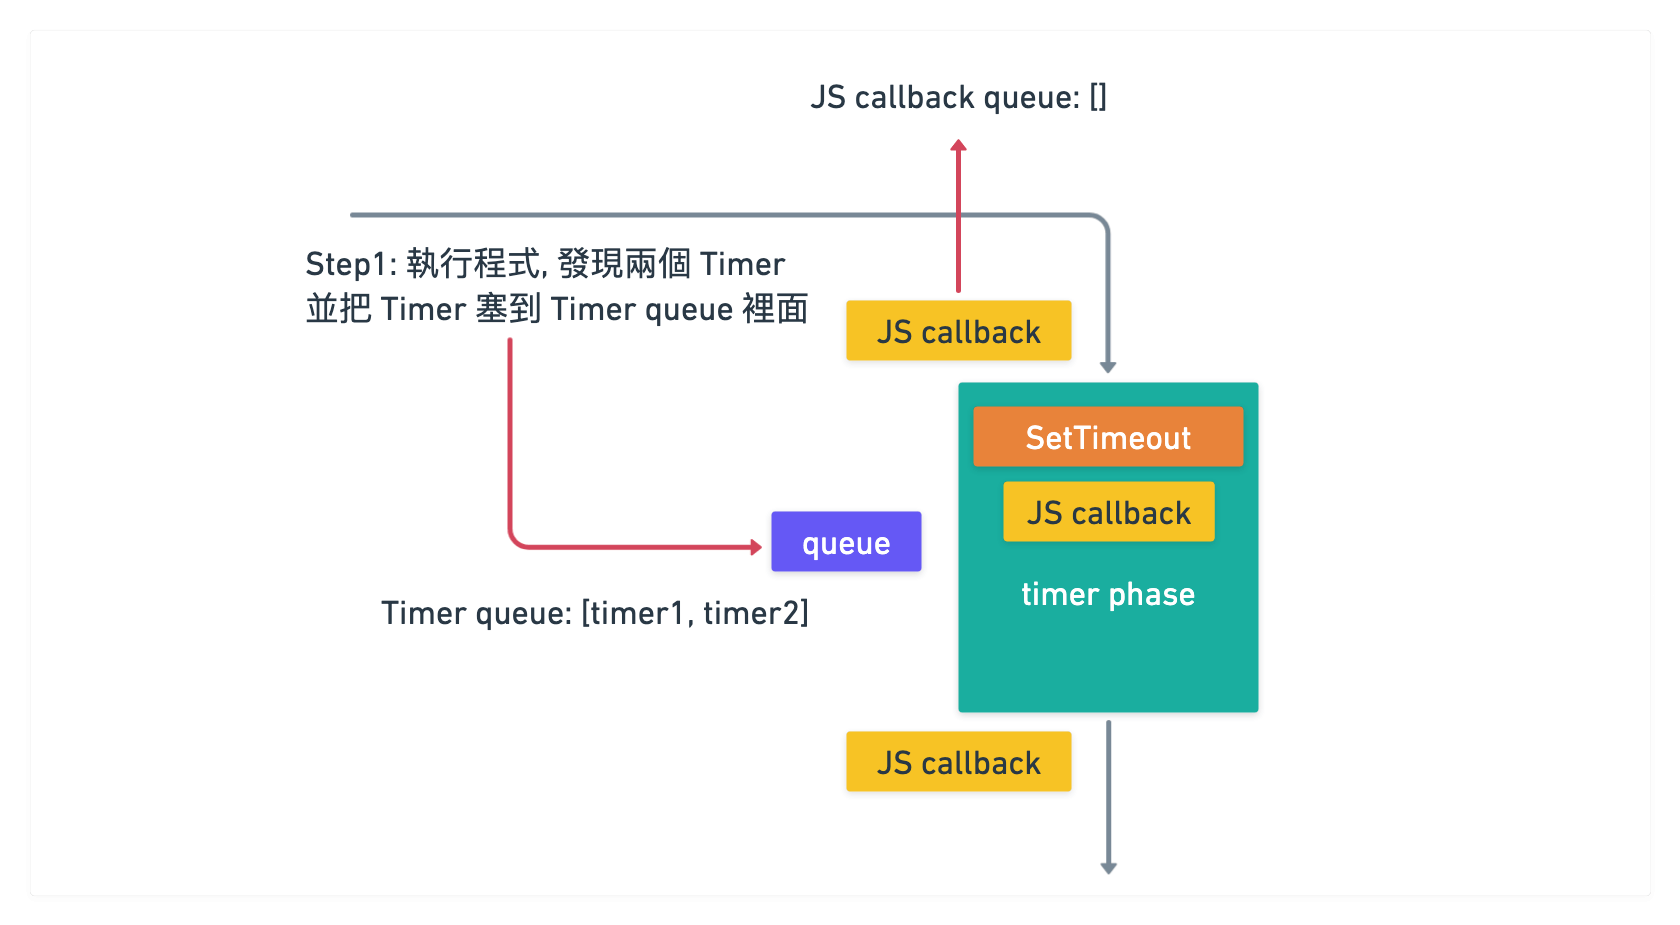 JS callback queue: []
Step1: 執行程式, 發現兩個 Timer
並把 Timer 塞到 Timer queue 裡面
JS callback
SetTimeout
JS callback
queue
timer phase
Timer queue: [timer1, timer2]
JS callback